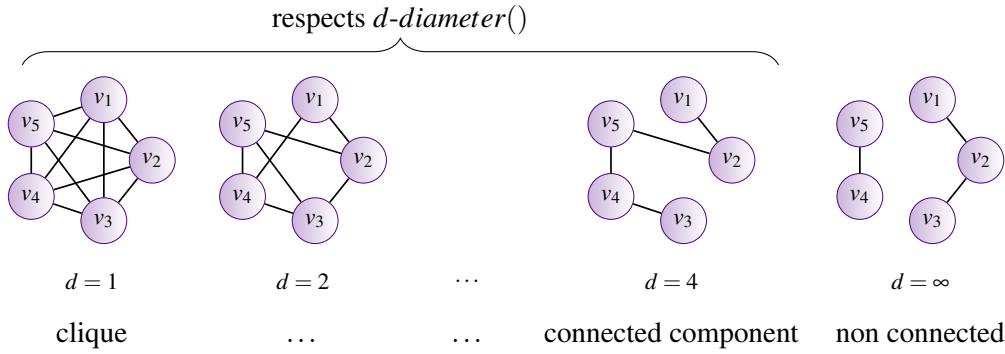 respects d-diameter()
v1 v1 v1 v1
v5 v5 v5 v5
v2 v2 v2 v2
v4 v4 v4 v4
v3 v3 v3 v3
d = 1 d = 2 ... d = 4 d = ∞
clique ... ... connected component non connected